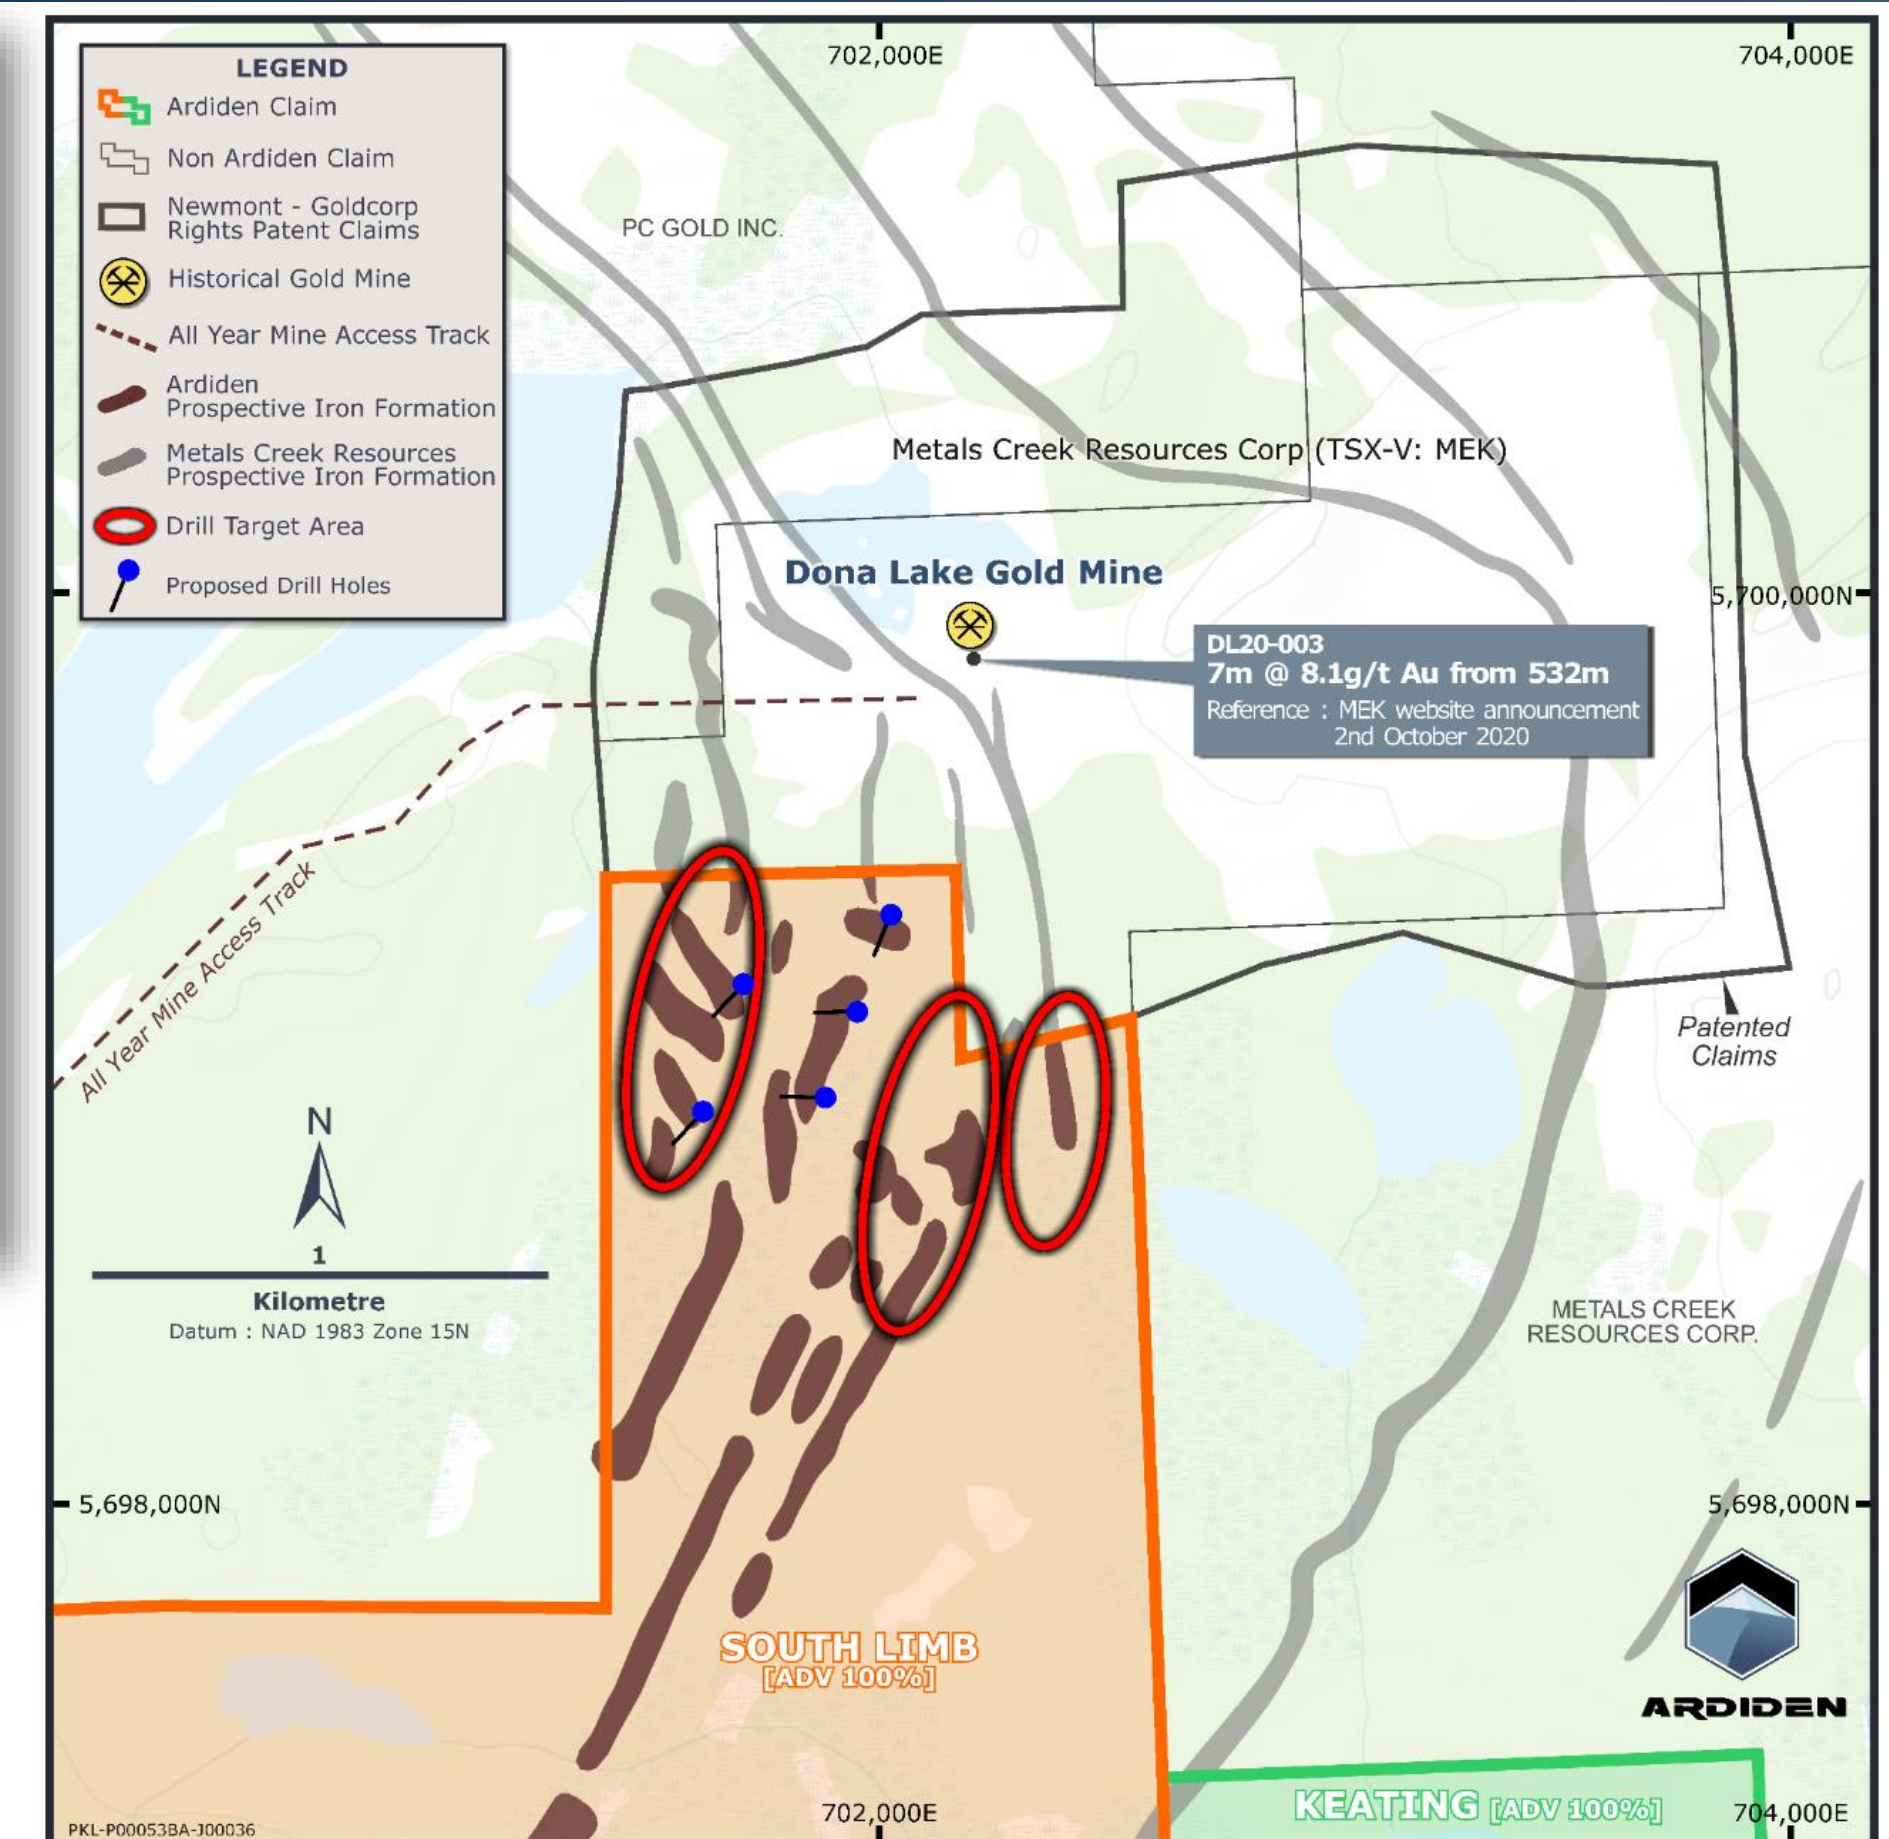 702,000E
704,000E
LEGEND
Ardiden Claim
Non Ardiden Claim
Newmont - Goldcorp
Rights Patent Claims
Historical Gold Mine
All Year Mine Access Track
Ardiden
Prospective Iron Formation
Metals Creek Resources
Prospective Iron Formation
Drill Target Area
Proposed Drill Holes
PC GOLD INC.
Metals Creek Resources Corp (TSX-V: MEK)
Dona Lake Gold Mine
5,700,000N
DL20-003
7m @ 8.1g/t Au from 532m
Reference : MEK website announcement
2nd October 2020
All Year Mine Access Track
Patented
Claims
N
1
Kilometre
Datum : NAD 1983 Zone 15N
METALS CREEK
RESOURCES CORP.
5,698,000N
5,698,000N
SOUTH LIMB
[ADV 100%]
ARDIDEN
KEATING [ADV 100%]
702,000E
704,000E
PKL-P00053BA-J00036